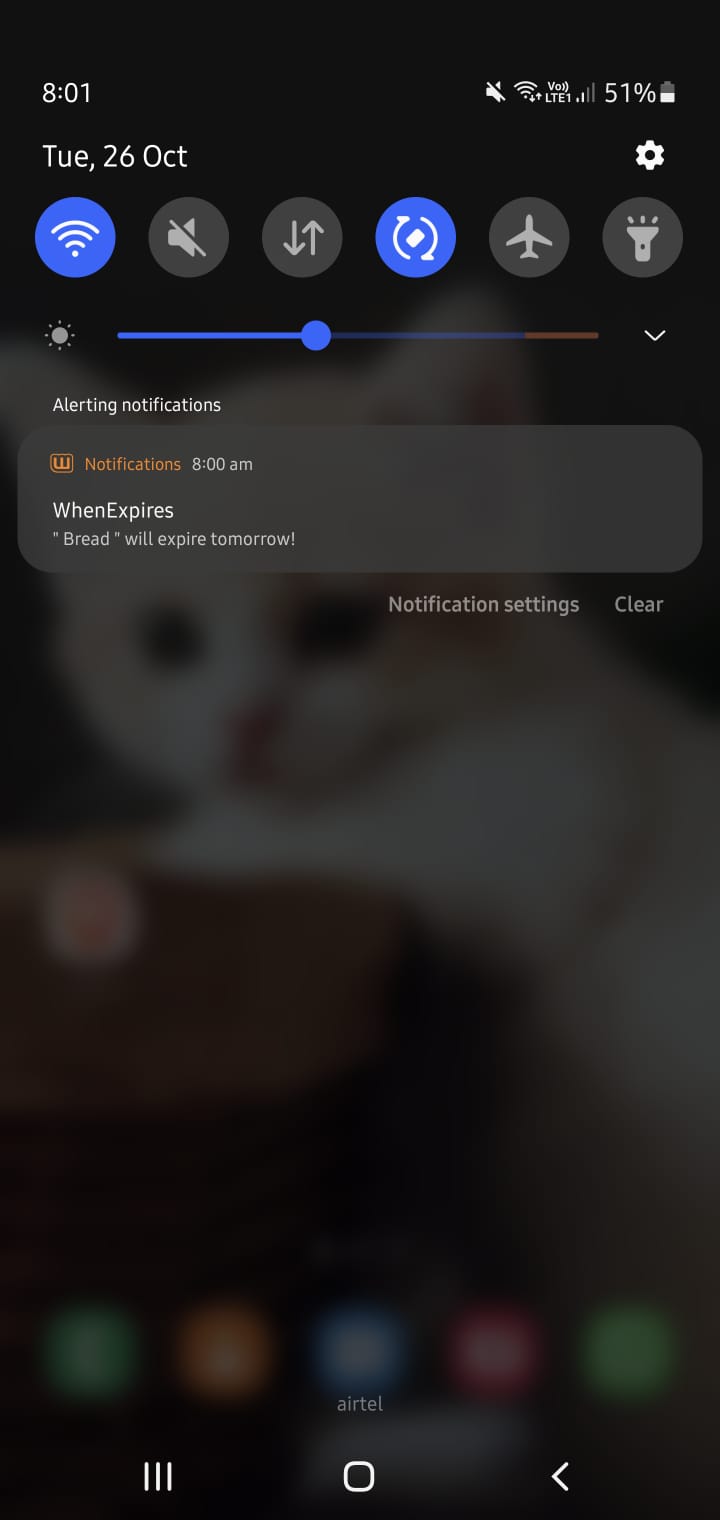 8:01 Vo)) LTE1 51%
Tue, 26 Oct
Alerting notifications
Notifications 8:00 am
WhenExpires
" Bread " will expire tomorrow!
Notification settings Clear
airtel